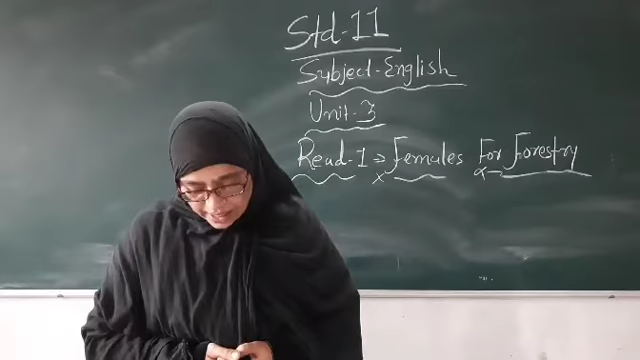 Std-11
Subject-English
Unit-3
Read-1 => Females For Forestry